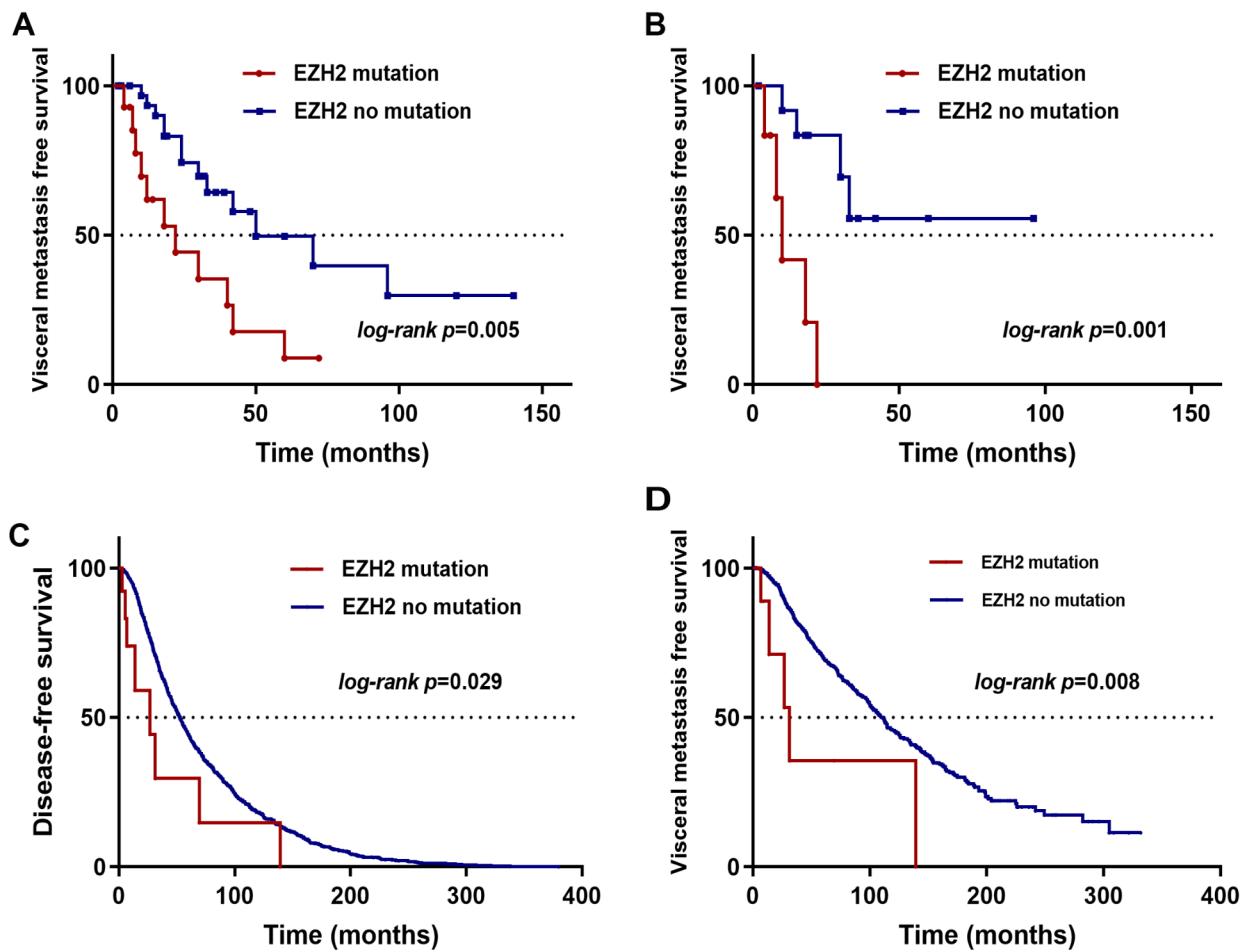 A
Visceral metastasis free survival
EZH2 mutation
EZH2 no mutation
100
50
0
log-rank p=0.005
0 50 100 150
Time (months)
B
Visceral metastasis free survival
EZH2 mutation
EZH2 no mutation
100
50
0
log-rank p=0.001
0 50 100 150
Time (months)
C
Disease-free survival
EZH2 mutation
EZH2 no mutation
100
50
0
log-rank p=0.029
0 100 200 300 400
Time (months)
D
Visceral metastasis free survival
EZH2 mutation
EZH2 no mutation
100
50
0
log-rank p=0.008
0 100 200 300 400
Time (months)